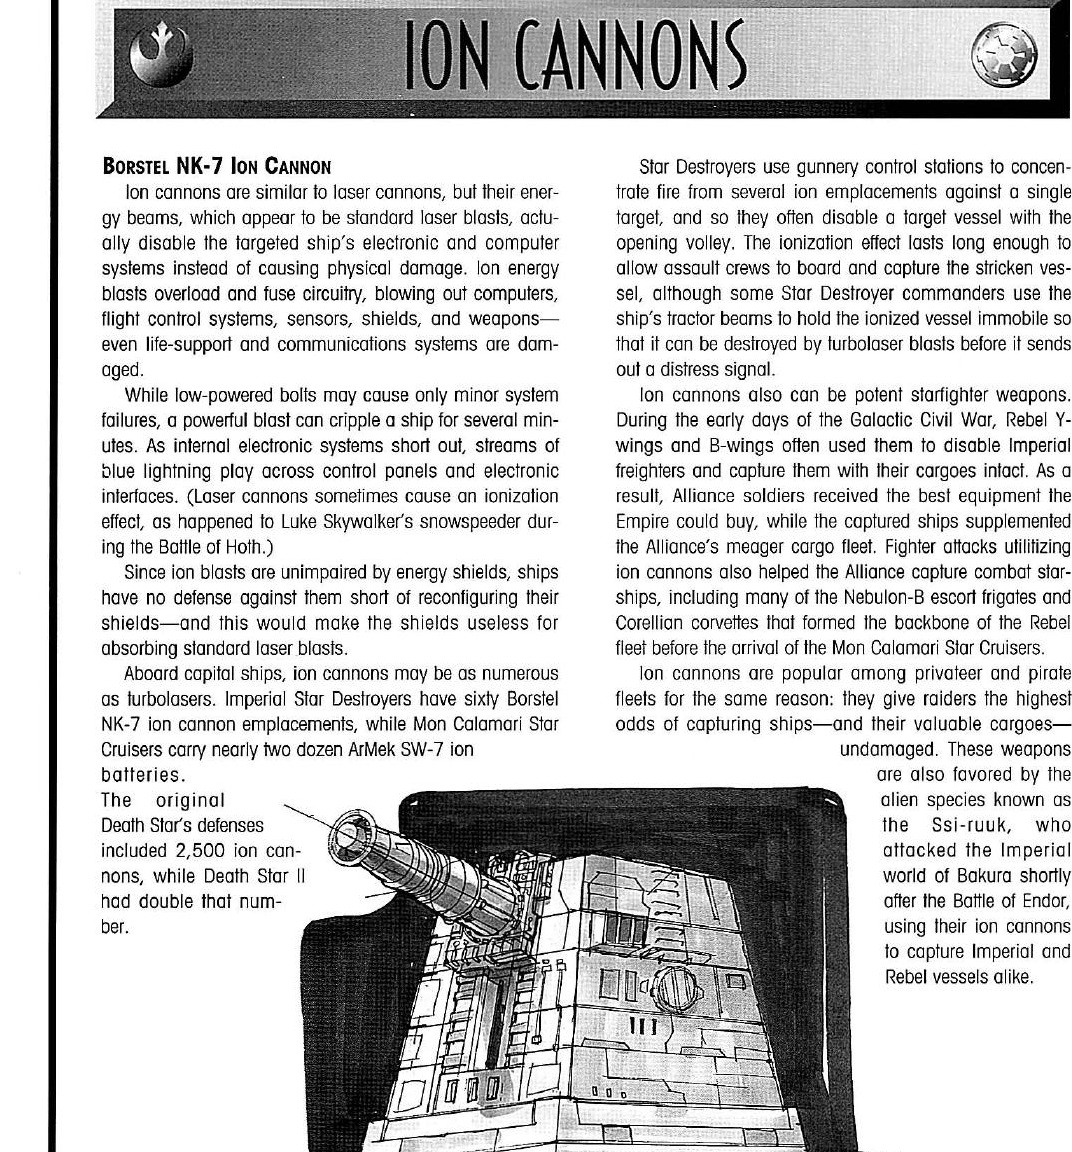 ION CANNONS
BORSTEL NK-7 ION CANNON
Ion cannons are similar to laser cannons, but their ener-
gy beams, which appear to be standard laser blasts, actu-
ally disable the targeted ship's electronic and computer
systems instead of causing physical damage. Ion energy
blasts overload and fuse circuitry, blowing out computers,
flight control systems, sensors, shields, and weapons—
even life-support and communications systems are dam-
aged.
While low-powered bolts may cause only minor system
failures, a powerful blast can cripple a ship for several min-
utes. As internal electronic systems short out, streams of
blue lightning play across control panels and electronic
interfaces. (Laser cannons sometimes cause an ionization
effect, as happened to Luke Skywalker's snowspeeder dur-
ing the Battle of Hoth.)
Since ion blasts are unimpaired by energy shields, ships
have no defense against them short of reconfiguring their
shields—and this would make the shields useless for
absorbing standard laser blasts.
Aboard capital ships, ion cannons may be as numerous
as turbolasers. Imperial Star Destroyers have sixty Borstel
NK-7 ion cannon emplacements, while Mon Calamari Star
Cruisers carry nearly two dozen ArMek SW-7 ion
batteries.
The original
Death Star's defenses
included 2,500 ion can-
nons, while Death Star II
had double that num-
ber.
Star Destroyers use gunnery control stations to concen-
trate fire from several ion emplacements against a single
target, and so they often disable a target vessel with the
opening volley. The ionization effect lasts long enough to
allow assault crews to board and capture the stricken ves-
sel, although some Star Destroyer commanders use the
ship's tractor beams to hold the ionized vessel immobile so
that it can be destroyed by turbolaser blasts before it sends
out a distress signal.
Ion cannons also can be potent starfighter weapons.
During the early days of the Galactic Civil War, Rebel Y-
wings and B-wings often used them to disable Imperial
freighters and capture them with their cargoes intact. As a
result, Alliance soldiers received the best equipment the
Empire could buy, while the captured ships supplemented
the Alliance's meager cargo fleet. Fighter attacks utilitizing
ion cannons also helped the Alliance capture combat star-
ships, including many of the Nebulon-B escort frigates and
Corellian corvettes that formed the backbone of the Rebel
fleet before the arrival of the Mon Calamari Star Cruisers.
Ion cannons are popular among privateer and pirate
fleets for the same reason: they give raiders the highest
odds of capturing ships—and their valuable cargoes—
undamaged. These weapons
are also favored by the
alien species known as
the Ssi-ruuk, who
attacked the Imperial
world of Bakura shortly
after the Battle of Endor,
using their ion cannons
to capture Imperial and
Rebel vessels alike.